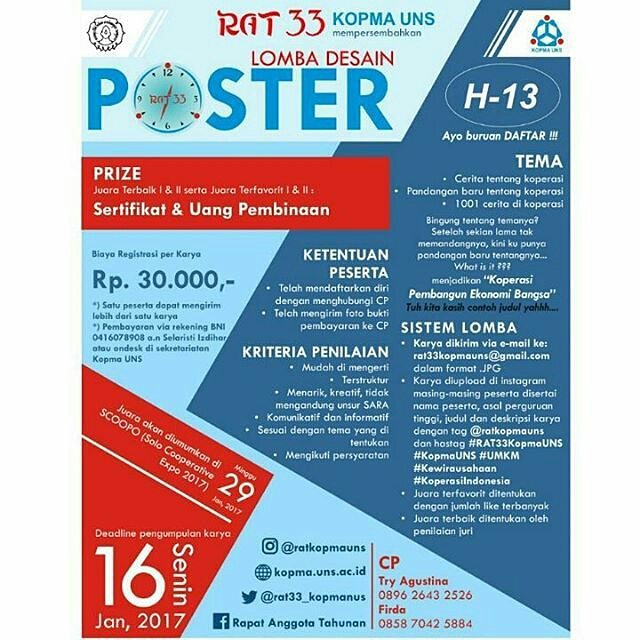 RAT 33 KOPMA UNS
mempersembahkan
KOPMA UNS
LOMBA DESAIN
POSTER
12
9 RAT 33 3
6
H-13
Ayo buruan DAFTAR !!!
PRIZE
Juara Terbaik I & II serta Juara Terfavorit I & II :
Sertifikat & Uang Pembinaan
TEMA
• Cerita tentang koperasi
• Pandangan baru tentang koperasi
• 1001 cerita di koperasi
Bingung tentang temanya?
Setelah sekian lama tak
memandangnya, kini ku punya
pandangan baru tentangnya...
What is it ???
menjadikan "Koperasi
Pembangun Ekonomi Bangsa"
Tuh kita kasih contoh judul yahhh....
Biaya Registrasi per Karya
Rp. 30.000,-
*) Satu peserta dapat mengirim
lebih dari satu karya
*) Pembayaran via rekening BNI
0416078908 a.n Selaristi Izdihar
atau ondesk di sekretariatan
Kopma UNS
KETENTUAN
PESERTA
• Telah mendaftarkan diri
dengan menghubungi CP
• Telah mengirim foto bukti
pembayaran ke CP
KRITERIA PENILAIAN
• Mudah di mengerti
• Terstruktur
• Menarik, kreatif, tidak
mengandung unsur SARA
• Komunikatif dan informatif
• Sesuai dengan tema yang di
tentukan
• Mengikuti persyaratan
SISTEM LOMBA
• Karya dikirim via e-mail ke:
rat33kopmauns@gmail.com
dalam format .JPG
• Karya diupload di instagram
masing-masing peserta disertai
nama peserta, asal perguruan
tinggi, judul dan deskripsi karya
dengan tag @ratkopmauns
dan hastag #RAT33KopmaUNS
#KopmaUNS #UMKM
#Kewirausahaan
#KoperasiIndonesia
• Juara terfavorit ditentukan
dengan jumlah like terbanyak
• Juara terbaik ditentukan oleh
penilaian juri
Juara akan diumumkan di
SCOOPO (Solo Cooperative
Expo 2017)
Minggu
29
Jan, 2017
Deadline pengumpulan karya
16
Senin
Jan, 2017
@ratkopmauns
kopma.uns.ac.id
@rat33_kopmanus
Rapat Anggota Tahunan
CP
Try Agustina
0896 2643 2526
Firda
0858 7042 5884